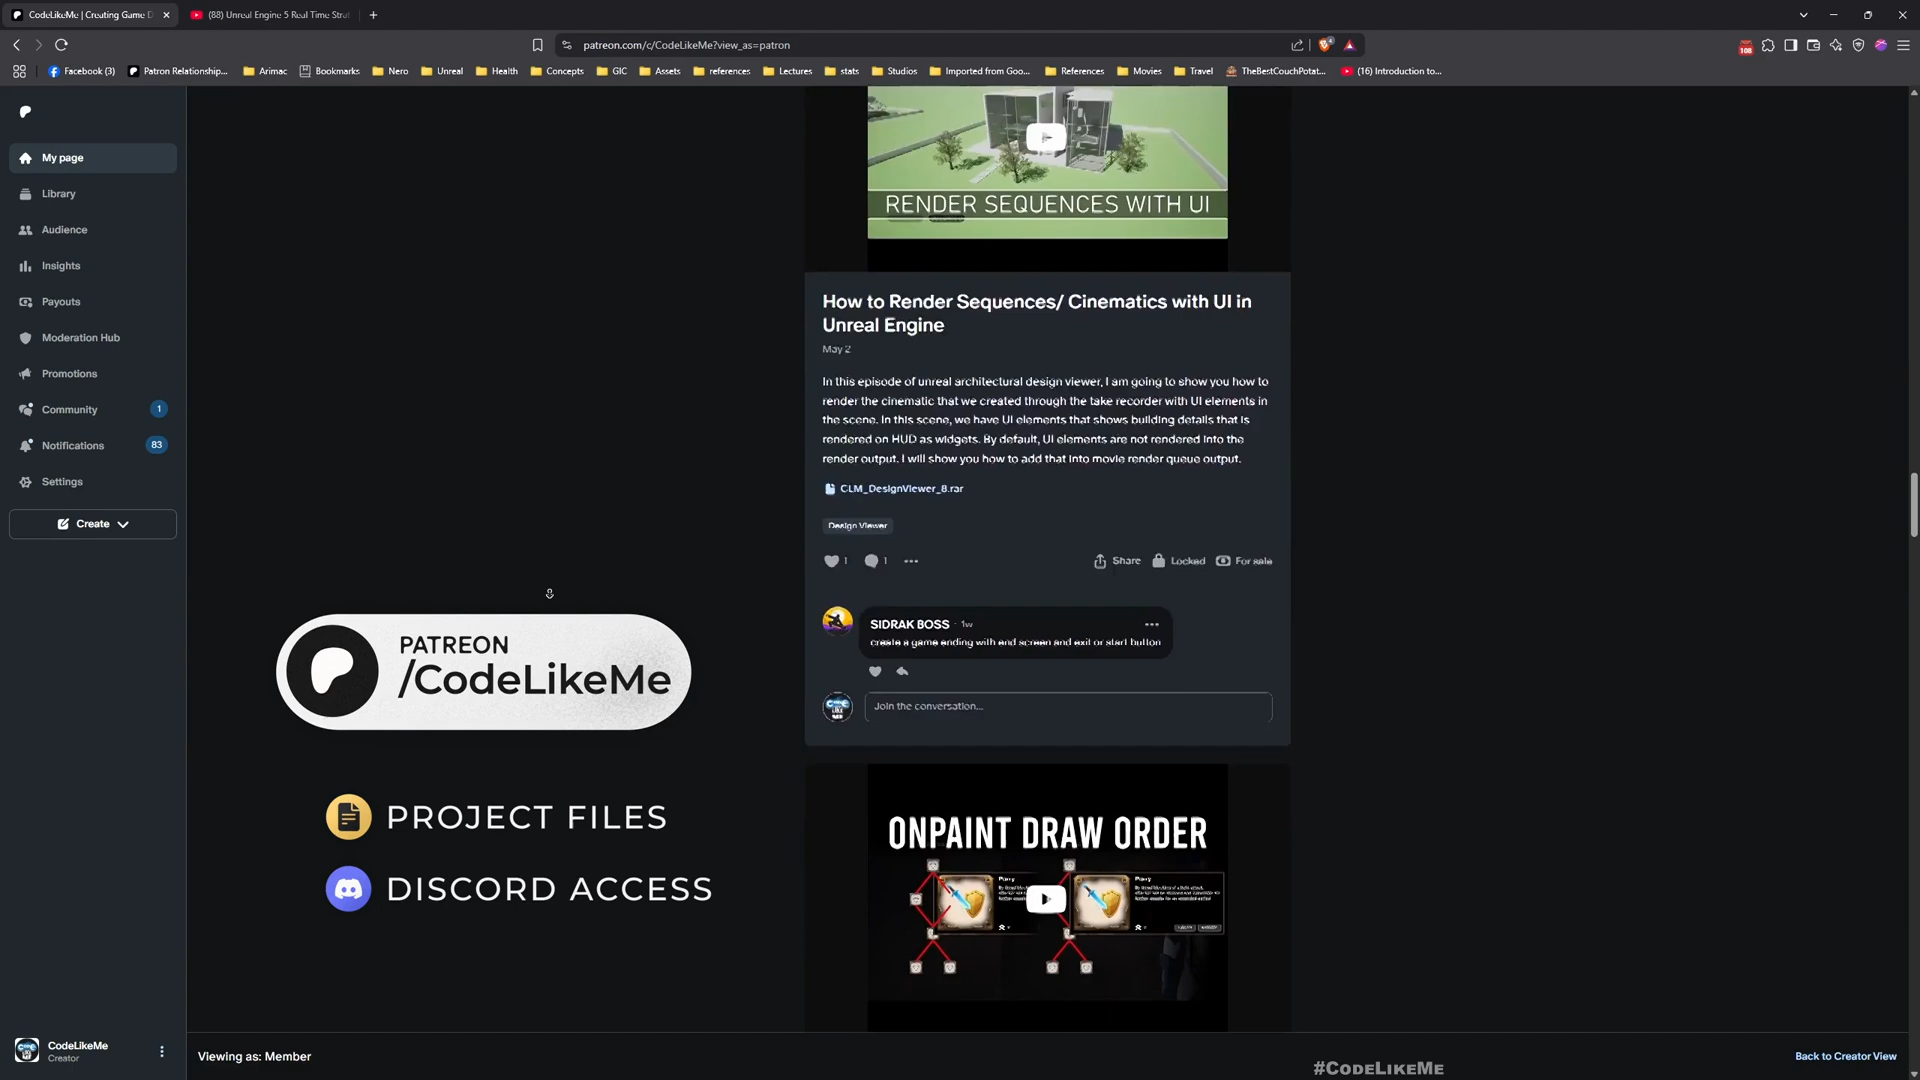 CodeLikeMe | Creating Game D
(88) Unreal Engine 5 Real Time Strat
patreon.com/c/CodeLikeMe?view_as=patron
4
108
Facebook (3)
Patron Relationship...
Arimac
Bookmarks
Nero
Unreal
Health
Concepts
GIC
Assets
references
Lectures
stats
Studios
Imported from Goo...
References
Movies
Travel
TheBestCouchPotat...
(16) Introduction to...
My page
Library
Audience
Insights
Payouts
Moderation Hub
Promotions
Community 1
Notifications 83
Settings
Create
RENDER SEQUENCES WITH UI
How to Render Sequences/ Cinematics with UI in
Unreal Engine
May 2
In this episode of unreal architectural design viewer, I am going to show you how to
render the cinematic that we created through the take recorder with UI elements in
the scene. In this scene, we have UI elements that shows building details that is
rendered on HUD as widgets. By default, UI elements are not rendered into the
render output. I will show you how to add that into movie render queue output.
CLM_DesignViewer_8.rar
Design Viewer
1 1 ••• Share Locked For sale
SIDRAK BOSS · 1w •••
create a game ending with end screen and exit or start button
Join the conversation...
PATREON
/CodeLikeMe
PROJECT FILES
DISCORD ACCESS
ONPAINT DRAW ORDER
Parry
Parry
CodeLikeMe
Creator
Viewing as: Member
#CodeLikeMe
Back to Creator View